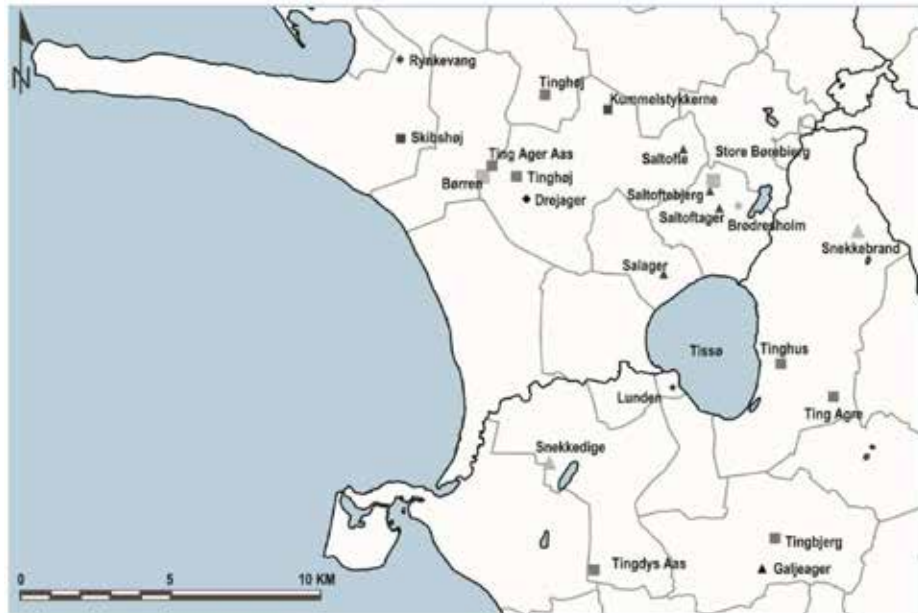 N
Rynkevang
Tinghøj
Kummelstykkerne
Skibshøj
Saltofte
Store Børebjerg
Ting Ager Aas
Børren
Tinghøj
Saltoftebjerg
Drejager
Saltoftager
Brødresholm
Snekkebrand
Salager
Tissø
Tinghus
Lunden
Ting Agre
Snekkedige
Tingbjerg
Tingdys Aas
Galjeager
0 5 10 KM